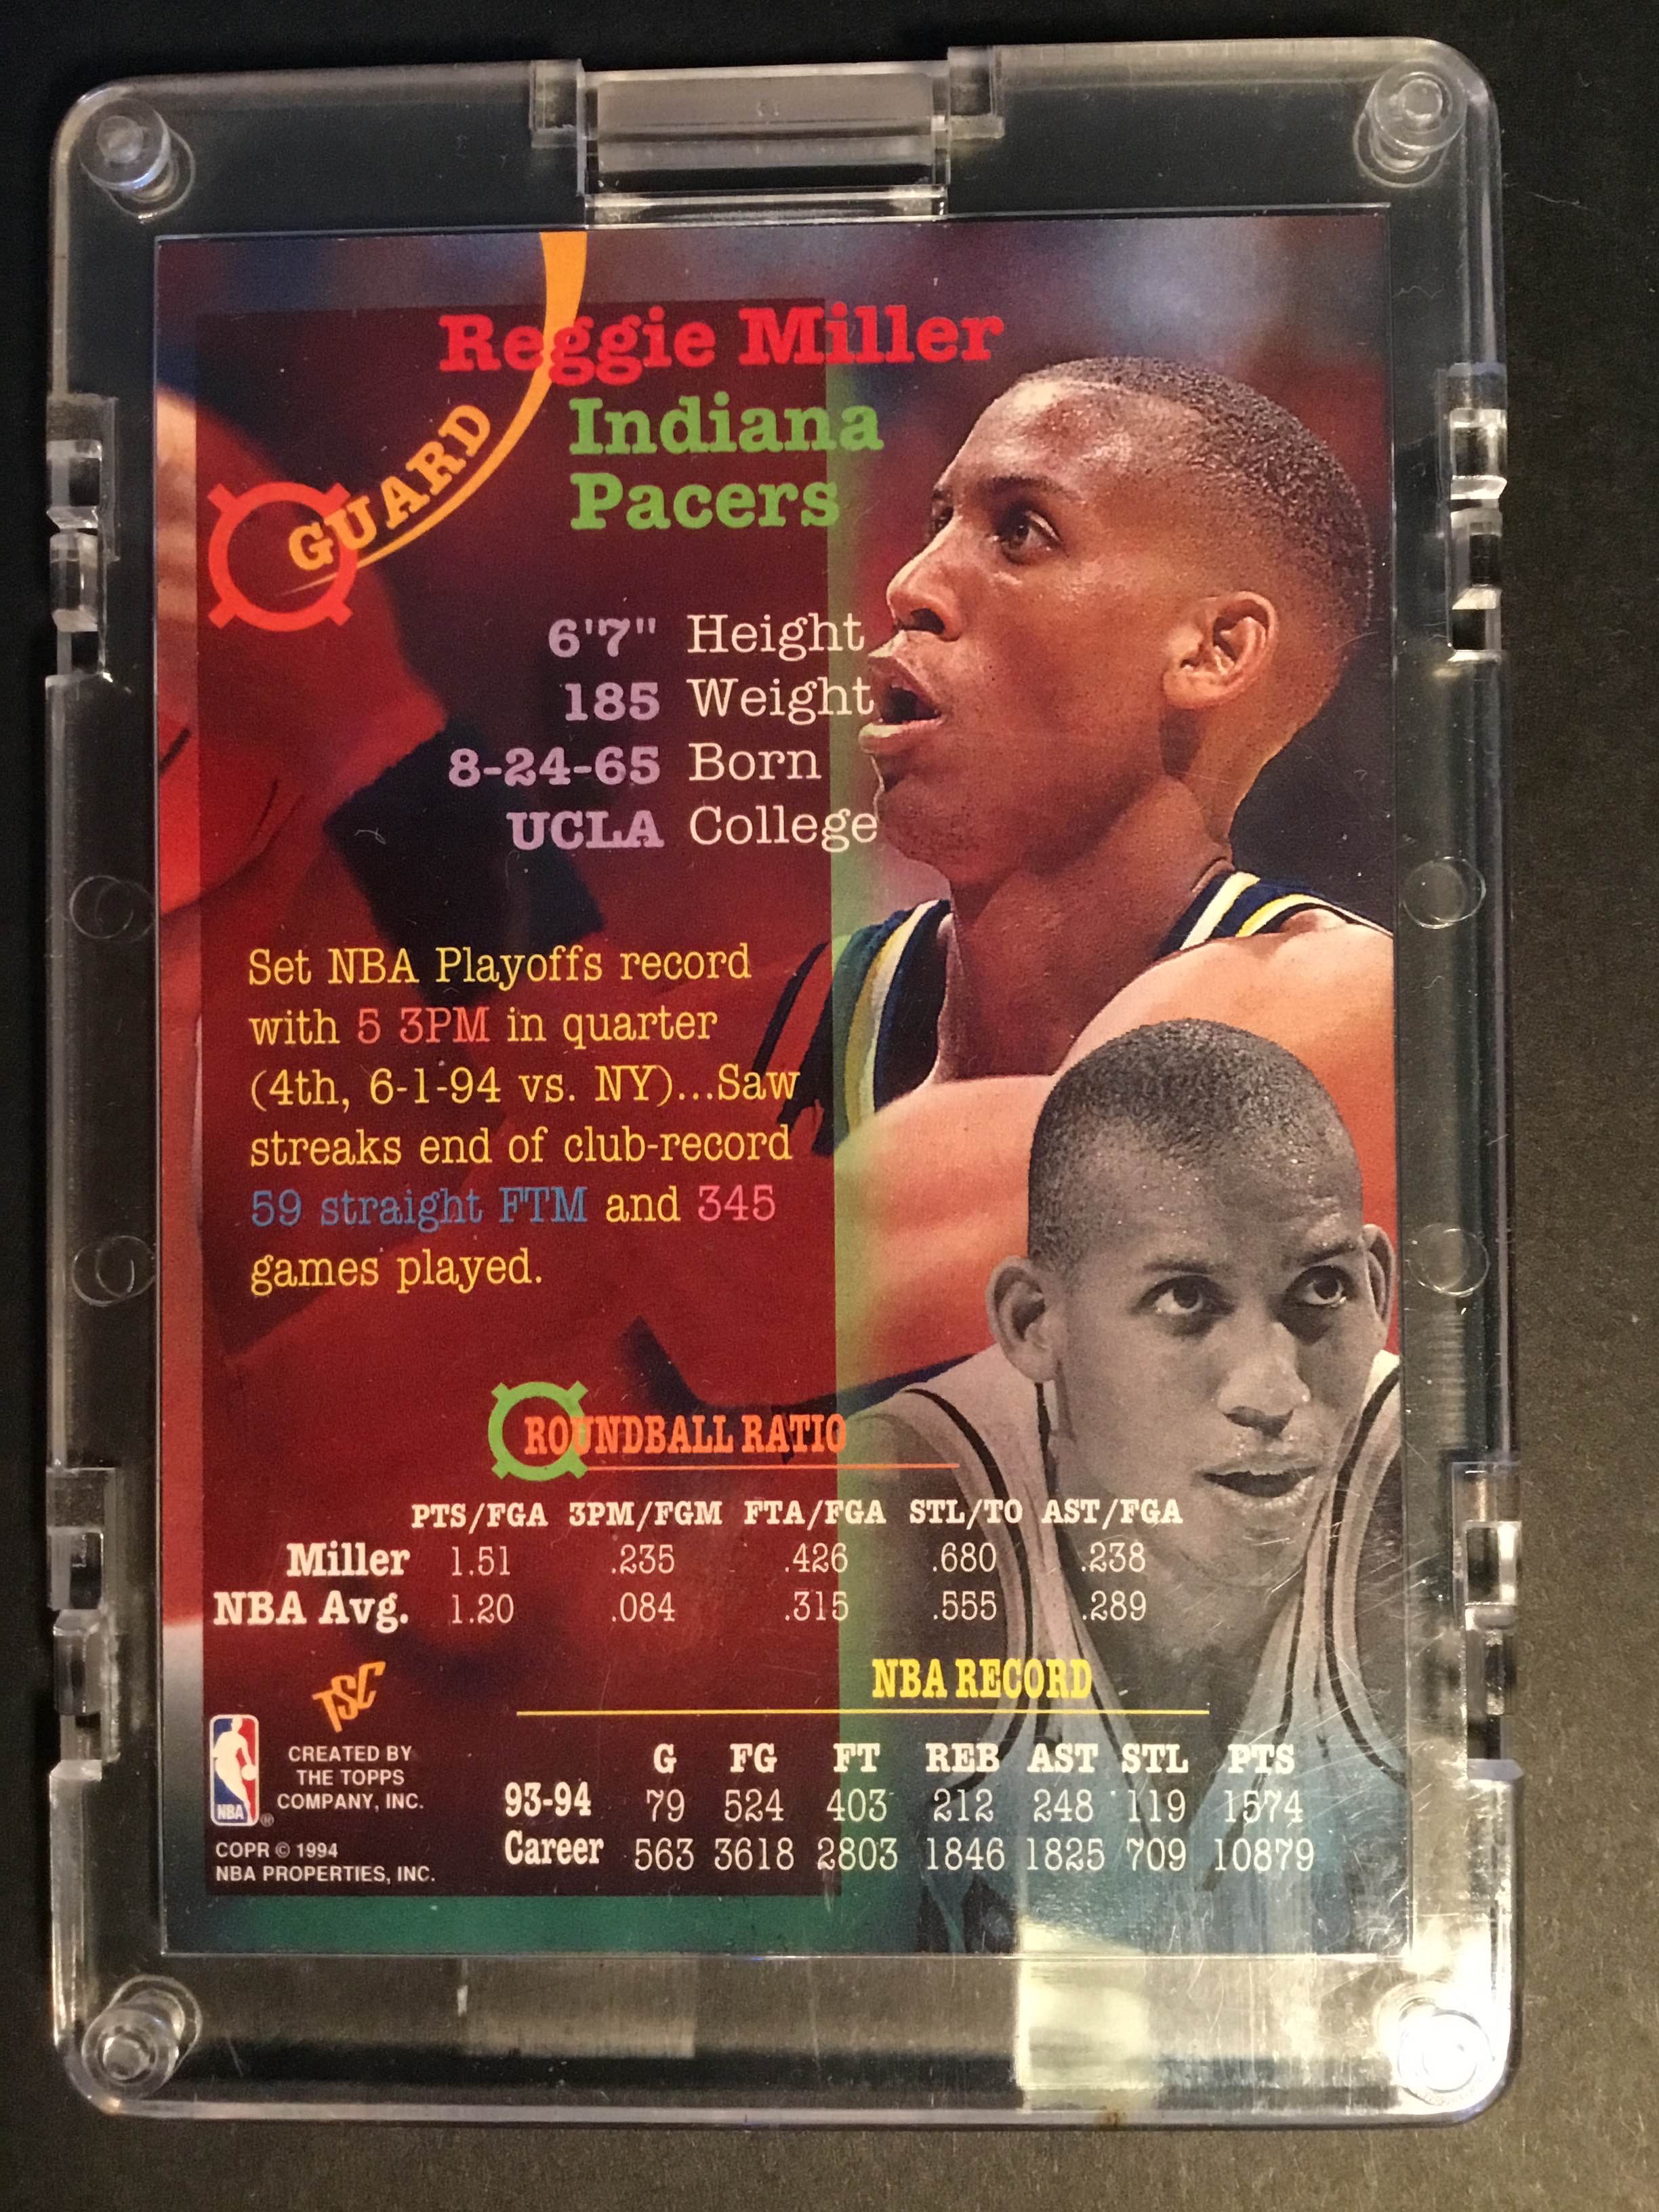 Reggie Miller
Indiana
Pacers
GUARD
6'7" Height
185 Weight
8-24-65 Born
UCLA College
Set NBA Playoffs record
with 5 3PM in quarter
(4th, 6-1-94 vs. NY)...Saw
streaks end of club-record
59 straight FTM and 345
games played.
ROUNDBALL RATIO
PTS/FGA 3PM/FGM FTA/FGA STL/TO AST/FGA
Miller 1.51 .235 .426 .680 .238
NBA Avg. 1.20 .084 .315 .555 .289
NBA RECORD
G FG FT REB AST STL PTS
93-94 79 524 403 212 248 119 1574
Career 563 3618 2803 1846 1825 709 10879
TSC
NBA ®
CREATED BY
THE TOPPS
COMPANY, INC.
COPR © 1994
NBA PROPERTIES, INC.